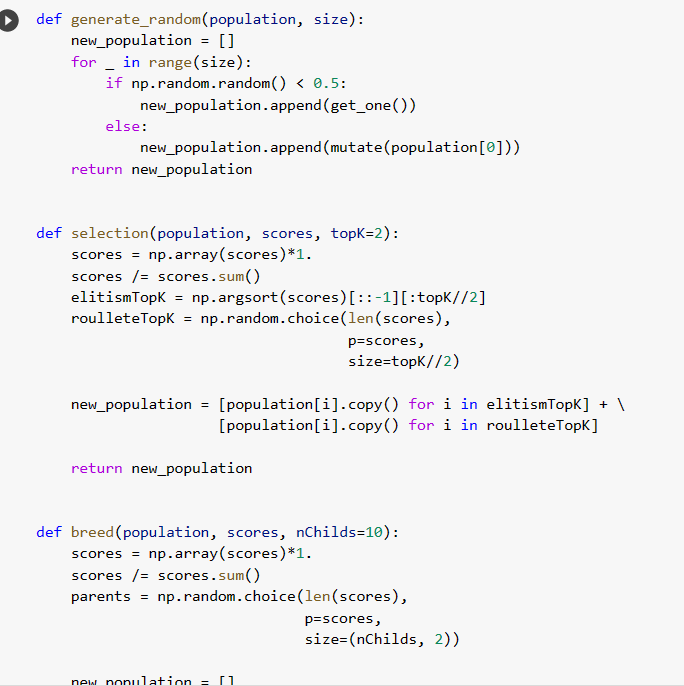 def generate_random(population, size):
    new_population = []
    for _ in range(size):
        if np.random.random() < 0.5:
            new_population.append(get_one())
        else:
            new_population.append(mutate(population[0]))
    return new_population


def selection(population, scores, topK=2):
    scores = np.array(scores)*1.
    scores /= scores.sum()
    elitismTopK = np.argsort(scores)[::-1][:topK//2]
    roulleteTopK = np.random.choice(len(scores),
                                    p=scores,
                                    size=topK//2)

    new_population = [population[i].copy() for i in elitismTopK] + \
                     [population[i].copy() for i in roulleteTopK]

    return new_population


def breed(population, scores, nChilds=10):
    scores = np.array(scores)*1.
    scores /= scores.sum()
    parents = np.random.choice(len(scores),
                               p=scores,
                               size=(nChilds, 2))

    new_population = []